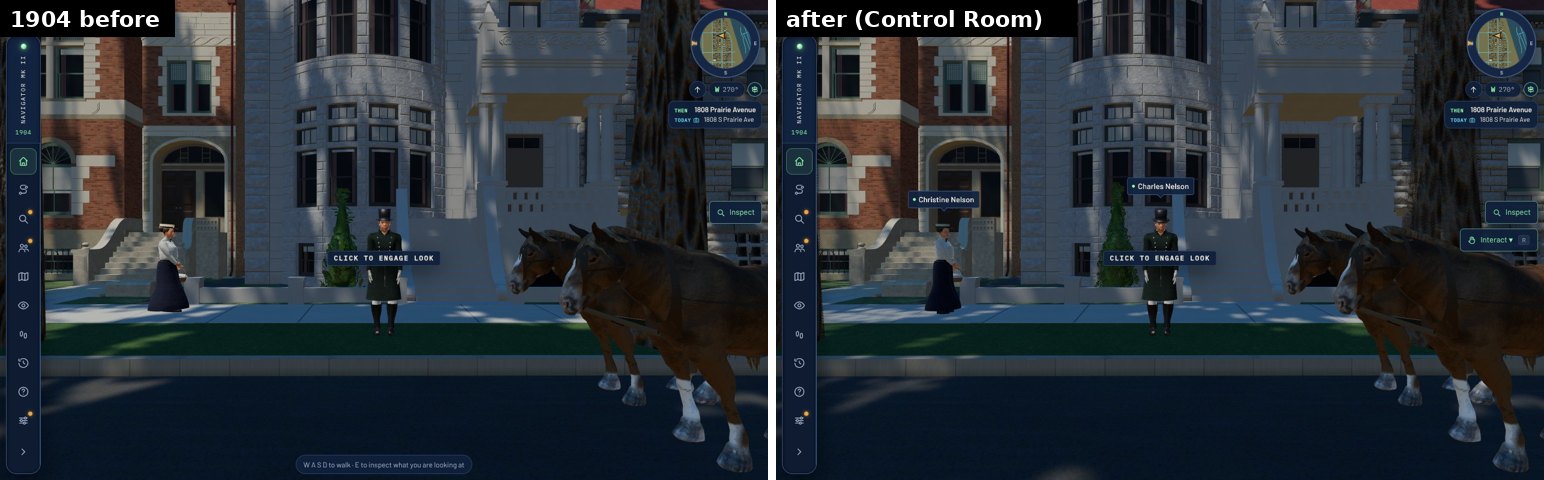 1904 before
NAVIGATOR MK II
1904
N
E
S
W
W 270°
THEN 1808 Prairie Avenue
TODAY 1808 S Prairie Ave
Inspect
CLICK TO ENGAGE LOOK
W A S D to walk · E to inspect what you are looking at
after (Control Room)
NAVIGATOR MK II
1904
N
E
S
W
W 270°
THEN 1808 Prairie Avenue
TODAY 1808 S Prairie Ave
Charles Nelson
Christine Nelson
Inspect
Interact ▾ R
CLICK TO ENGAGE LOOK